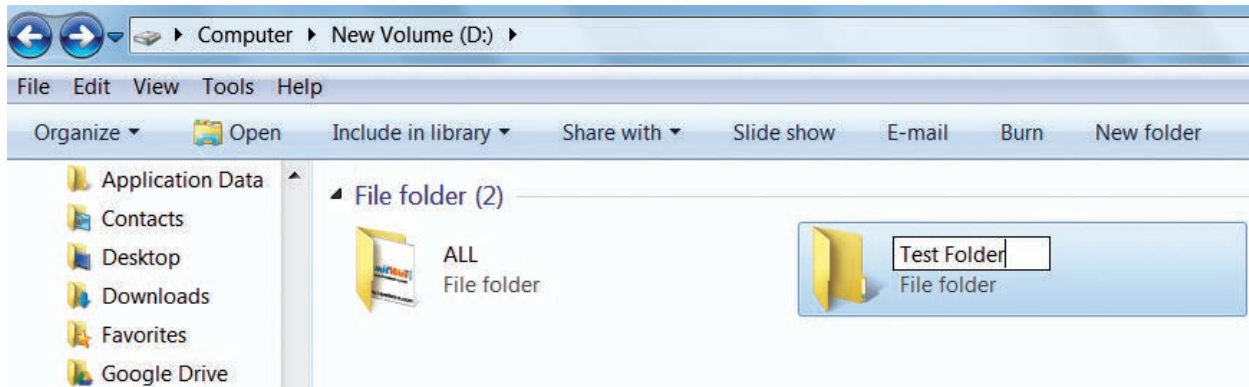 Computer New Volume (D:)
File Edit View Tools Help
Organize Open Include in library Share with Slide show E-mail Burn New folder
Application Data
Contacts
Desktop
Downloads
Favorites
Google Drive
File folder (2)
ALL
File folder
Test Folder
File folder